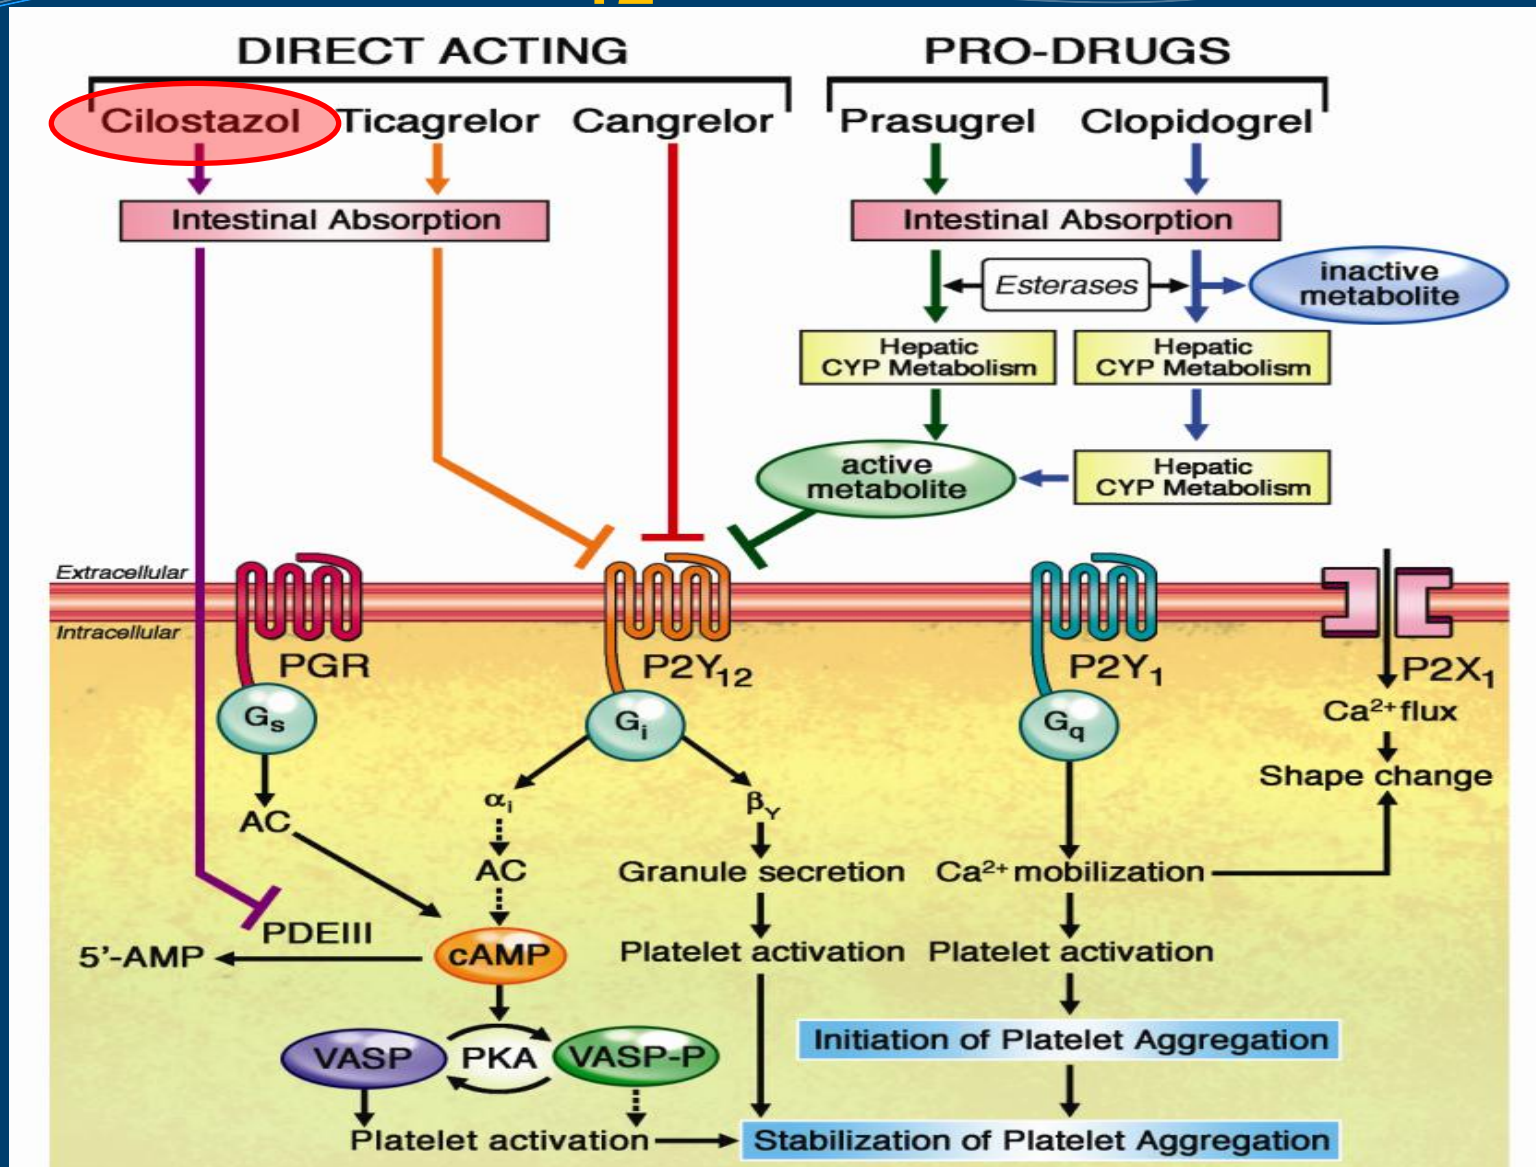 12
DIRECT ACTING
PRO-DRUGS
Cilostazol
Ticagrelor
Cangrelor
Prasugrel
Clopidogrel
Intestinal Absorption
Intestinal Absorption
Esterases
inactive
metabolite
Hepatic
CYP Metabolism
Hepatic
CYP Metabolism
active
metabolite
Hepatic
CYP Metabolism
Extracellular
Intracellular
PGR
P2Y₁₂
P2Y₁
P2X₁
Gₛ
Gᵢ
Gq
Ca²⁺ flux
Shape change
αᵢ
βγ
AC
AC
Granule secretion
Ca²⁺ mobilization
PDEIII
5'-AMP
cAMP
Platelet activation
Platelet activation
VASP
PKA
VASP-P
Initiation of Platelet Aggregation
Platelet activation
Stabilization of Platelet Aggregation